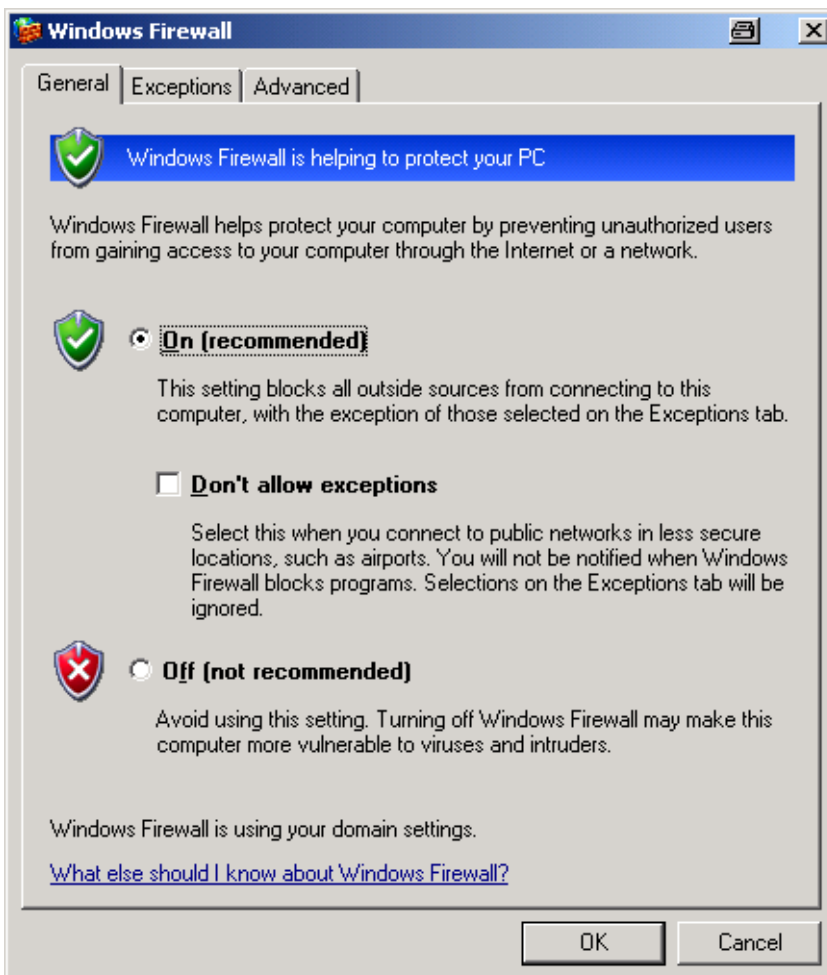 Windows Firewall
General Exceptions Advanced
Windows Firewall is helping to protect your PC
Windows Firewall helps protect your computer by preventing unauthorized users
from gaining access to your computer through the Internet or a network.
On (recommended)
This setting blocks all outside sources from connecting to this
computer, with the exception of those selected on the Exceptions tab.
Don't allow exceptions
Select this when you connect to public networks in less secure
locations, such as airports. You will not be notified when Windows
Firewall blocks programs. Selections on the Exceptions tab will be
ignored.
Off (not recommended)
Avoid using this setting. Turning off Windows Firewall may make this
computer more vulnerable to viruses and intruders.
Windows Firewall is using your domain settings.
What else should I know about Windows Firewall?
OK Cancel